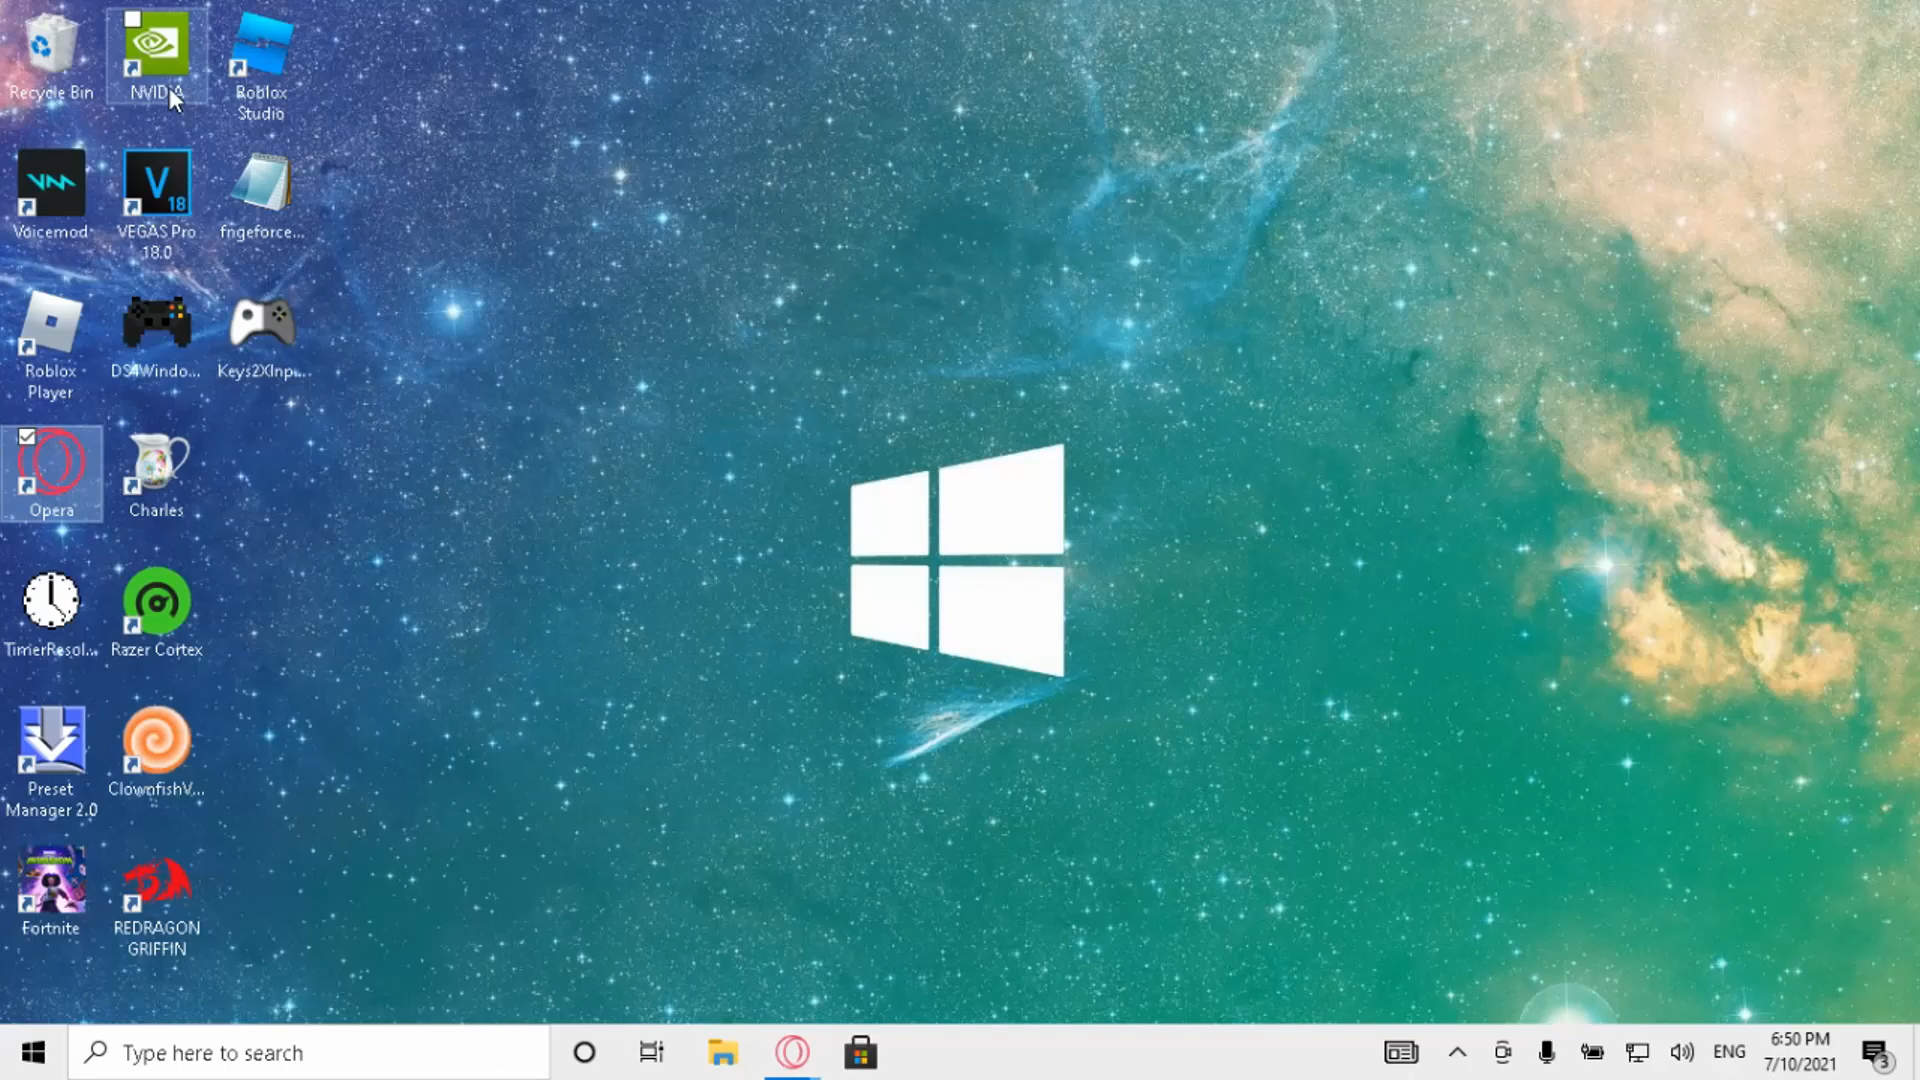 Recycle Bin
NVIDIA
Roblox
Studio
Voicemod
V
18
VEGAS Pro
18.0
fngeforce...
Roblox
Player
DS4Windo...
Keys2XInp...
Opera
Charles
TimerResol...
Razer Cortex
Preset
Manager 2.0
ClownfishV...
Fortnite
REDRAGON
GRIFFIN
Type here to search
ENG
6:50 PM
7/10/2021
3